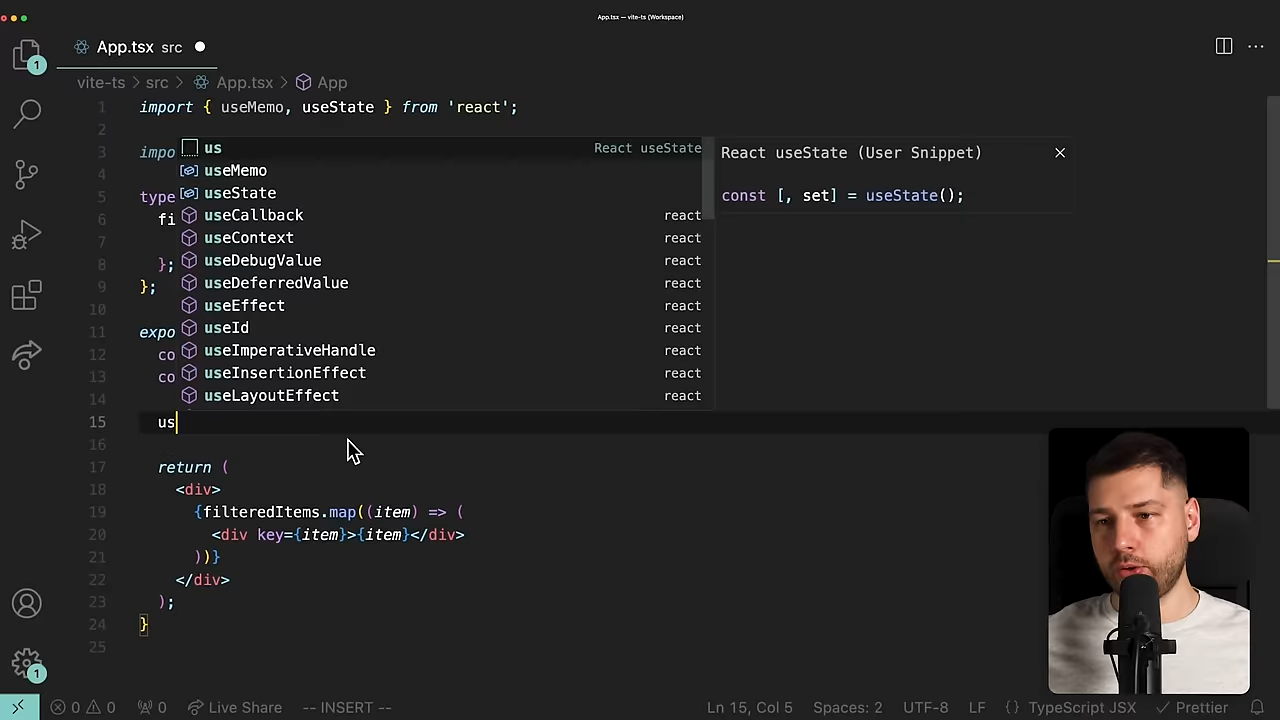 App.tsx — vite-ts (Workspace)
App.tsx src
vite-ts > src > App.tsx > App
1 import { useMemo, useState } from 'react';
2
3 impo
4
5 type
6 fi
7
8 };
9 };
10
11 expo
12 co
13 co
14
15 us
16
17 return (
18 <div>
19 {filteredItems.map((item) => (
20 <div key={item}>{item}</div>
21 ))}
22 </div>
23 );
24 }
25
us React useState
useMemo
useState
useCallback react
useContext react
useDebugValue react
useDeferredValue react
useEffect react
useId react
useImperativeHandle react
useInsertionEffect react
useLayoutEffect react
React useState (User Snippet)
const [, set] = useState();
1
1
0 0 0 Live Share -- INSERT -- Ln 15, Col 5 Spaces: 2 UTF-8 LF {} TypeScript JSX Prettier